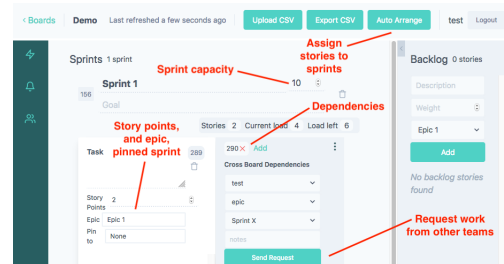 < Boards Demo Last refreshed a few seconds ago Upload CSV Export CSV Auto Arrange test Logout
Assign
stories to
sprints
Sprints 1 sprint
Backlog 0 stories
Sprint capacity
156
Sprint 1
10
Goal
Description
Weight
Epic 1
Add
No backlog stories
found
Dependencies
Story points,
and epic,
pinned sprint
Stories 2 Current load 4 Load left 6
Task
289
Story
Points
2
Epic Epic 1
Pin
to
None
290 × Add
Cross Board Dependencies
test
epic
Sprint X
notes
Send Request
Request work
from other teams